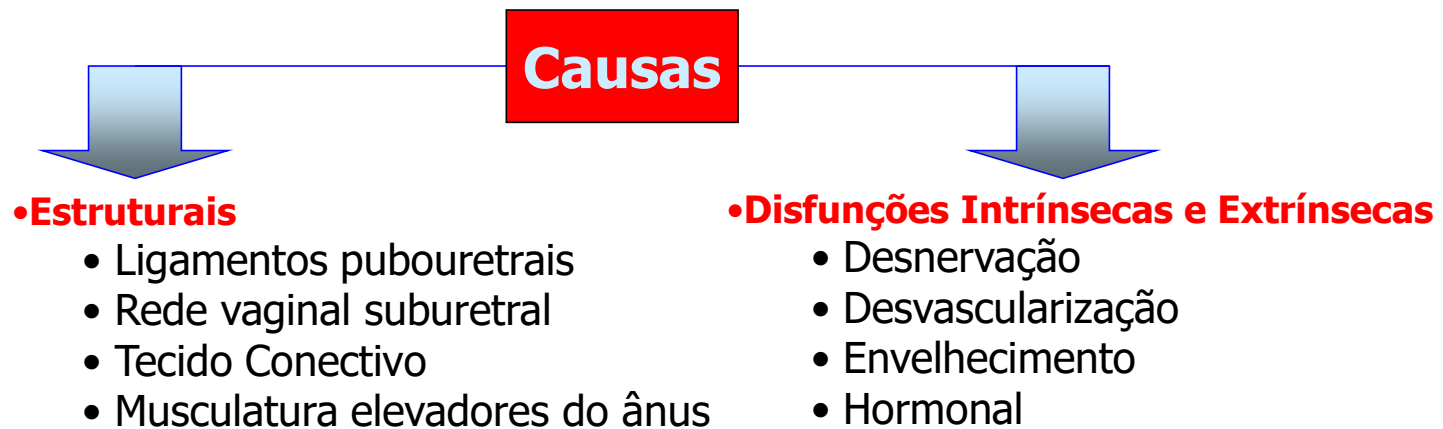 Causas
•Estruturais
• Ligamentos pubouretrais
• Rede vaginal suburetral
• Tecido Conectivo
• Musculatura elevadores do ânus
•Disfunções Intrínsecas e Extrínsecas
• Desnervação
• Desvascularização
• Envelhecimento
• Hormonal